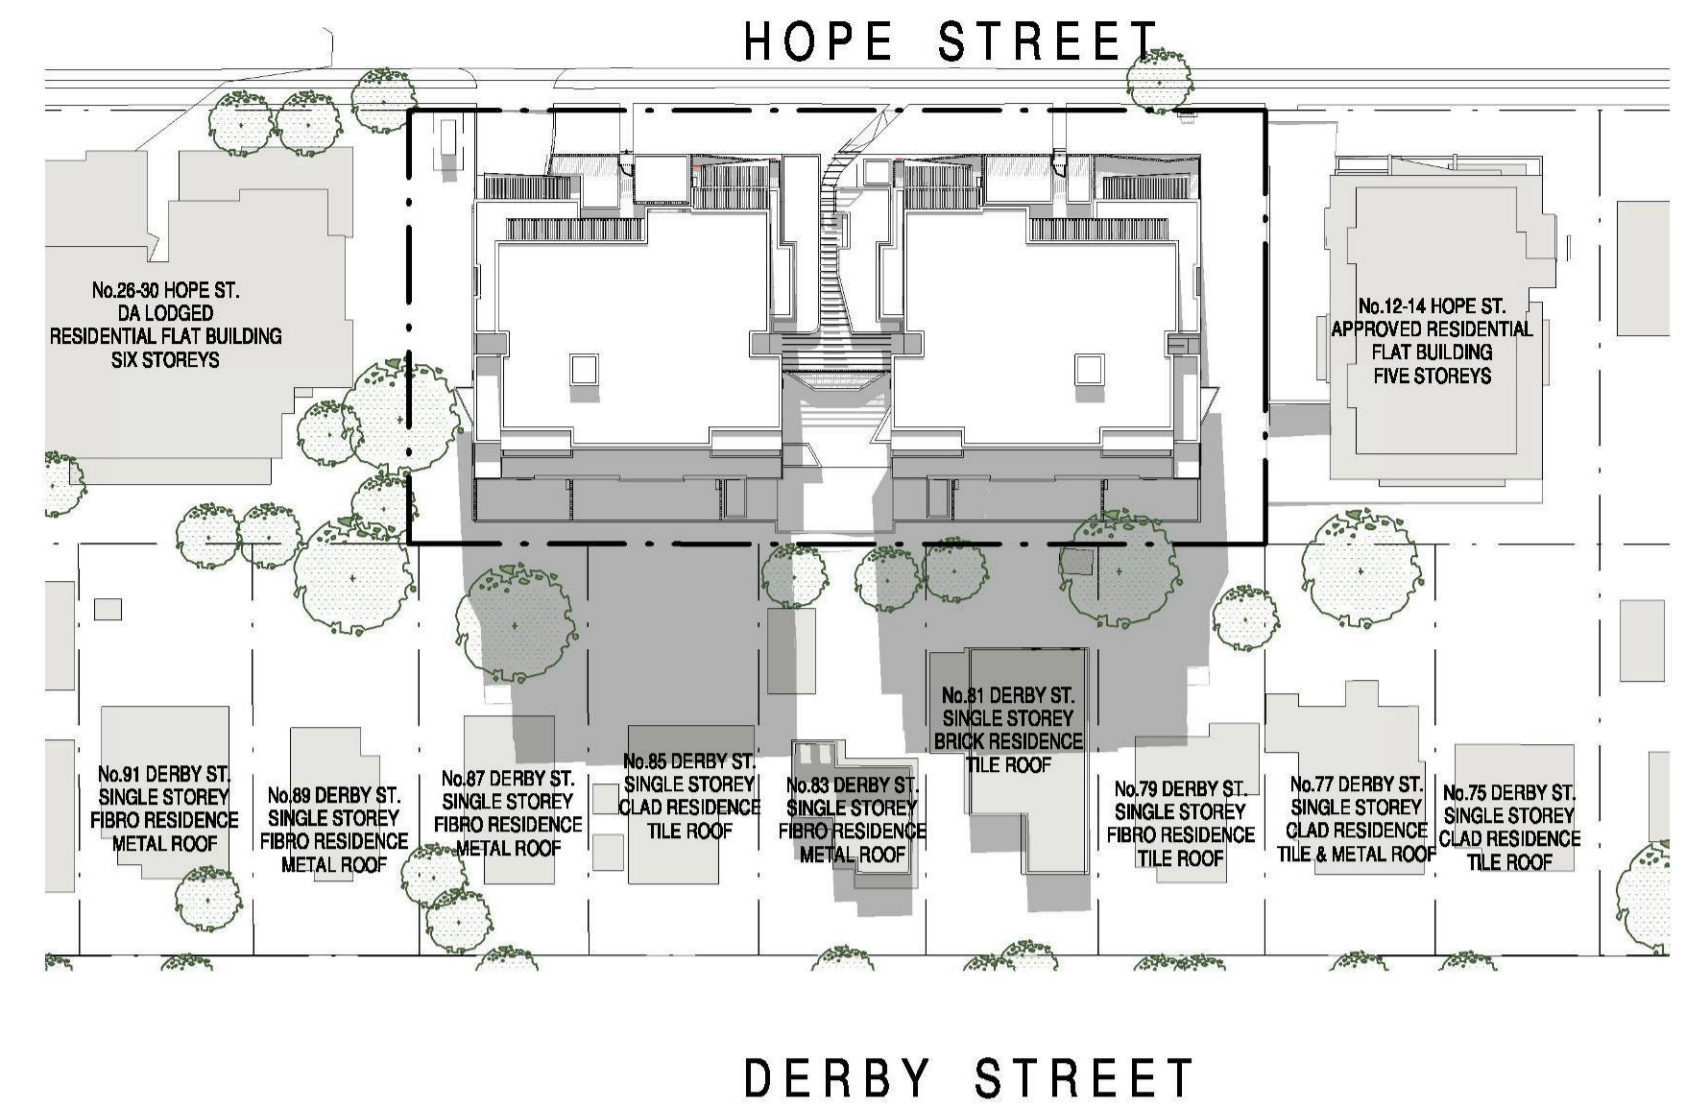 HOPE STREET
No.26-30 HOPE ST.
DA LODGED
RESIDENTIAL FLAT BUILDING
SIX STOREYS
No.12-14 HOPE ST.
APPROVED RESIDENTIAL
FLAT BUILDING
FIVE STOREYS
No.91 DERBY ST.
SINGLE STOREY
FIBRO RESIDENCE
METAL ROOF
No.89 DERBY ST.
SINGLE STOREY
FIBRO RESIDENCE
METAL ROOF
No.87 DERBY ST.
SINGLE STOREY
FIBRO RESIDENCE
METAL ROOF
No.85 DERBY ST.
SINGLE STOREY
CLAD RESIDENCE
TILE ROOF
No.83 DERBY ST.
SINGLE STOREY
FIBRO RESIDENCE
METAL ROOF
No.81 DERBY ST.
SINGLE STOREY
BRICK RESIDENCE
TILE ROOF
No.79 DERBY ST.
SINGLE STOREY
FIBRO RESIDENCE
TILE ROOF
No.77 DERBY ST.
SINGLE STOREY
CLAD RESIDENCE
TILE & METAL ROOF
No.75 DERBY ST.
SINGLE STOREY
CLAD RESIDENCE
TILE ROOF
DERBY STREET